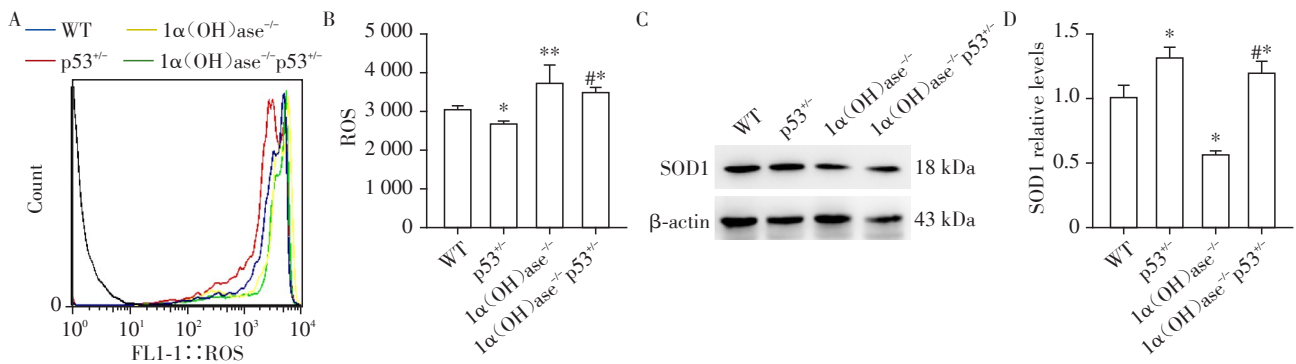 A
WT
1α(OH)ase⁻/⁻
p53⁺/⁻
1α(OH)ase⁻/⁻p53⁺/⁻
Count
0
10⁰ 10¹ 10² 10³ 10⁴
FL1-1::ROS
B
ROS
5 000
4 000
3 000
2 000
1 000
0
*
**
#*
WT
p53⁺/⁻
1α(OH)ase⁻/⁻
1α(OH)ase⁻/⁻p53⁺/⁻
C
WT
p53⁺/⁻
1α(OH)ase⁻/⁻
1α(OH)ase⁻/⁻p53⁺/⁻
SOD1 18 kDa
β-actin 43 kDa
D
SOD1 relative levels
1.5
1.0
0.5
0
*
*
#*
WT
p53⁺/⁻
1α(OH)ase⁻/⁻
1α(OH)ase⁻/⁻p53⁺/⁻